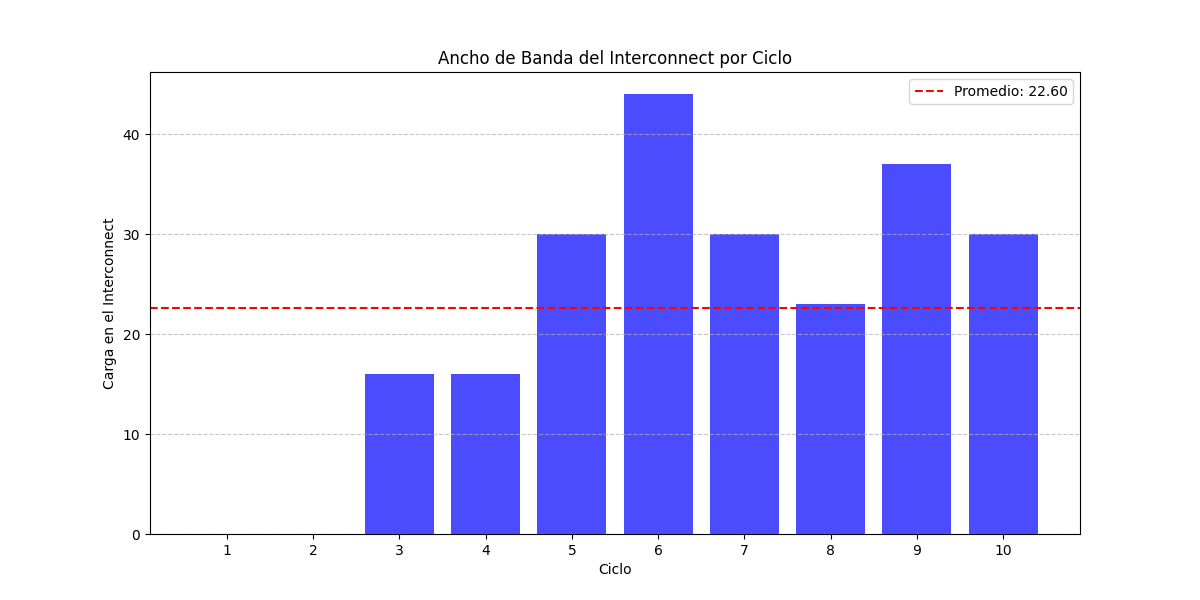 Ancho de Banda del Interconnect por Ciclo
Promedio: 22.60
Carga en el Interconnect
40
30
20
10
0
1 2 3 4 5 6 7 8 9 10
Ciclo